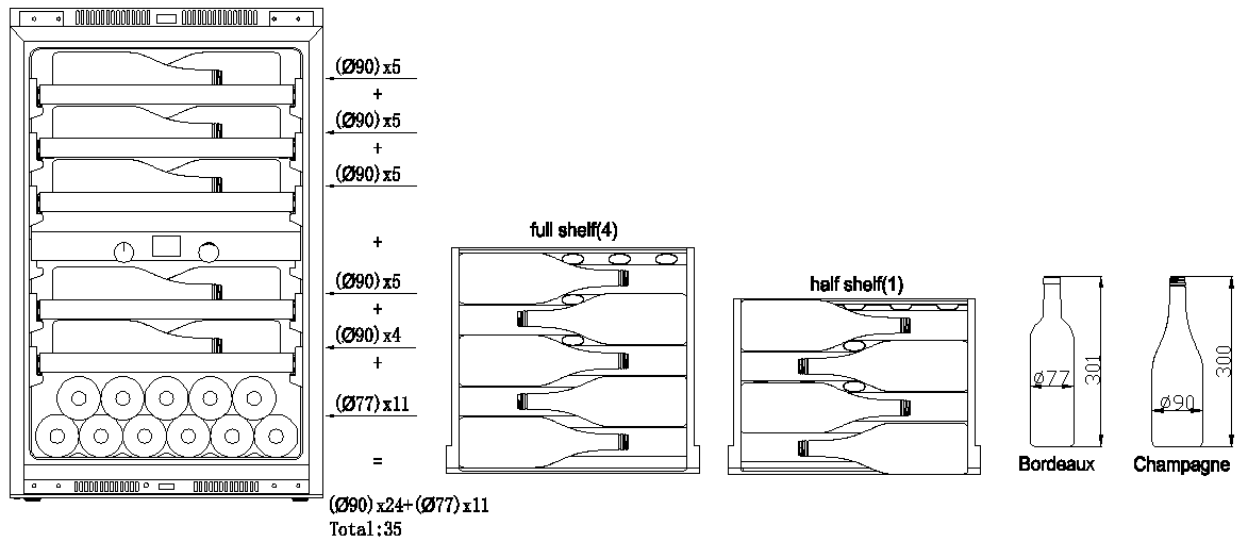 (Ø90)x5
+
(Ø90)x5
+
(Ø90)x5
+
(Ø90)x5
+
(Ø90)x4
+
(Ø77)x11
=
(Ø90)x24+(Ø77)x11
Total:35
full shelf(4)
half shelf(1)
ø77
301
Bordeaux
ø90
300
Champagne